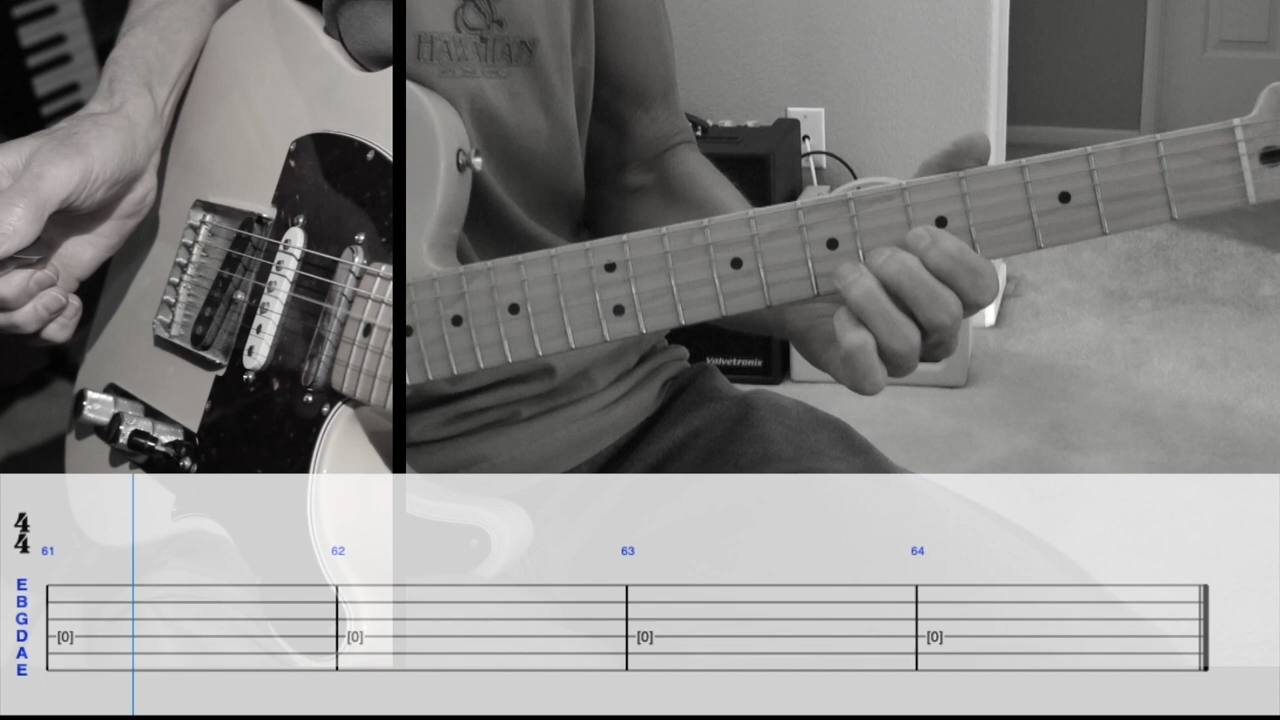 HAWAIIAN
Valvetronix
4
4
61 62 63 64
E
B
G
D [0] [0] [0] [0]
A
E